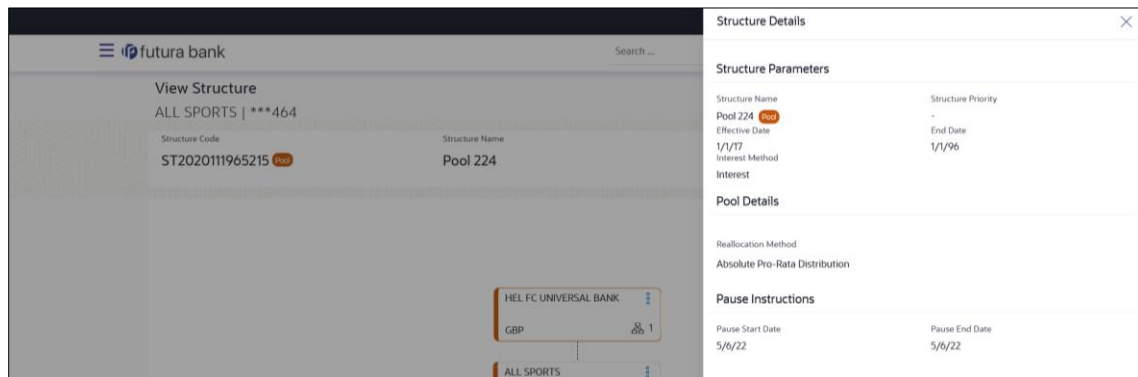 futura bank
Search ...
View Structure
ALL SPORTS | ***464
Structure Code
Structure Name
ST2020111965215 Pool
Pool 224
HEL FC UNIVERSAL BANK
GBP
1
ALL SPORTS
Structure Details
Structure Parameters
Structure Name
Structure Priority
Pool 224 Pool
-
Effective Date
End Date
1/1/17
1/1/96
Interest Method
Interest
Pool Details
Reallocation Method
Absolute Pro-Rata Distribution
Pause Instructions
Pause Start Date
Pause End Date
5/6/22
5/6/22